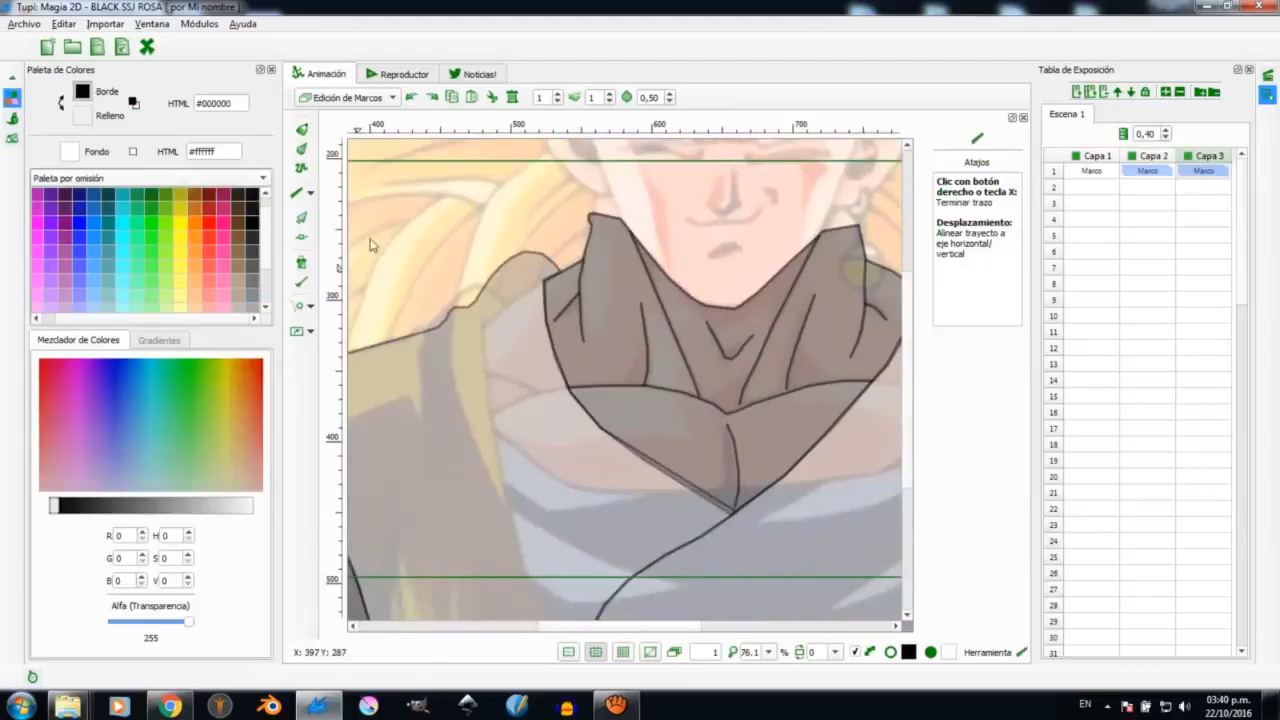 Tupi: Magia 2D - BLACK SSJ ROSA [ por Mi nombre ]
Archivo Editar Importar Ventana Módulos Ayuda
Paleta de Colores
Borde
HTML #000000
Relleno
Fondo HTML #ffffff
Paleta por omisión
Mezclador de Colores Gradientes
R: 0 H: 0
G: 0 S: 0
B: 0 V: 0
Alfa (Transparencia)
255
Animación Reproductor Noticias!
Edición de Marcos 1 1 0,50
400 500 600 700
200
300
400
500
X: 397 Y: 287 1 76.1 % 0 Herramienta
Atajos
Clic con botón
derecho o tecla X:
Terminar trazo
Desplazamiento:
Alinear trayecto a
eje horizontal/
vertical
Tabla de Exposición
Escena 1
0,40
Capa 1 Capa 2 Capa 3
1 Marco Marco Marco
2
3
4
5
6
7
8
9
10
11
12
13
14
15
16
17
18
19
20
21
22
23
24
25
26
27
28
29
30
31
EN 03:40 p.m.
22/10/2016